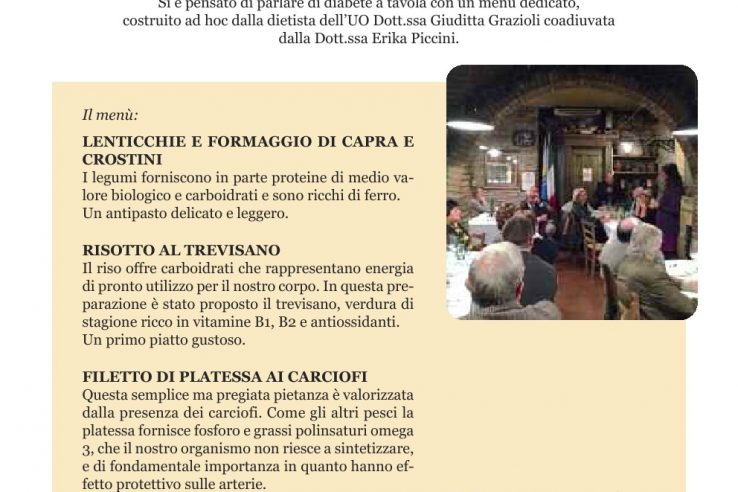 Si è pensato di parlare di diabete a tavola con un menù dedicato,
costruito ad hoc dalla dietista dell'UO Dott.ssa Giuditta Grazioli coadiuvata
dalla Dott.ssa Erika Piccini.
Il menù:
LENTICCHIE E FORMAGGIO DI CAPRA E
CROSTINI
I legumi forniscono in parte proteine di medio va-
lore biologico e carboidrati e sono ricchi di ferro.
Un antipasto delicato e leggero.
RISOTTO AL TREVISANO
Il riso offre carboidrati che rappresentano energia
di pronto utilizzo per il nostro corpo. In questa pre-
parazione è stato proposto il trevisano, verdura di
stagione ricco in vitamine B1, B2 e antiossidanti.
Un primo piatto gustoso.
FILETTO DI PLATESSA AI CARCIOFI
Questa semplice ma pregiata pietanza è valorizzata
dalla presenza dei carciofi. Come gli altri pesci la
platessa fornisce fosforo e grassi polinsaturi omega
3, che il nostro organismo non riesce a sintetizzare,
e di fondamentale importanza in quanto hanno ef-
fetto protettivo sulle arterie.